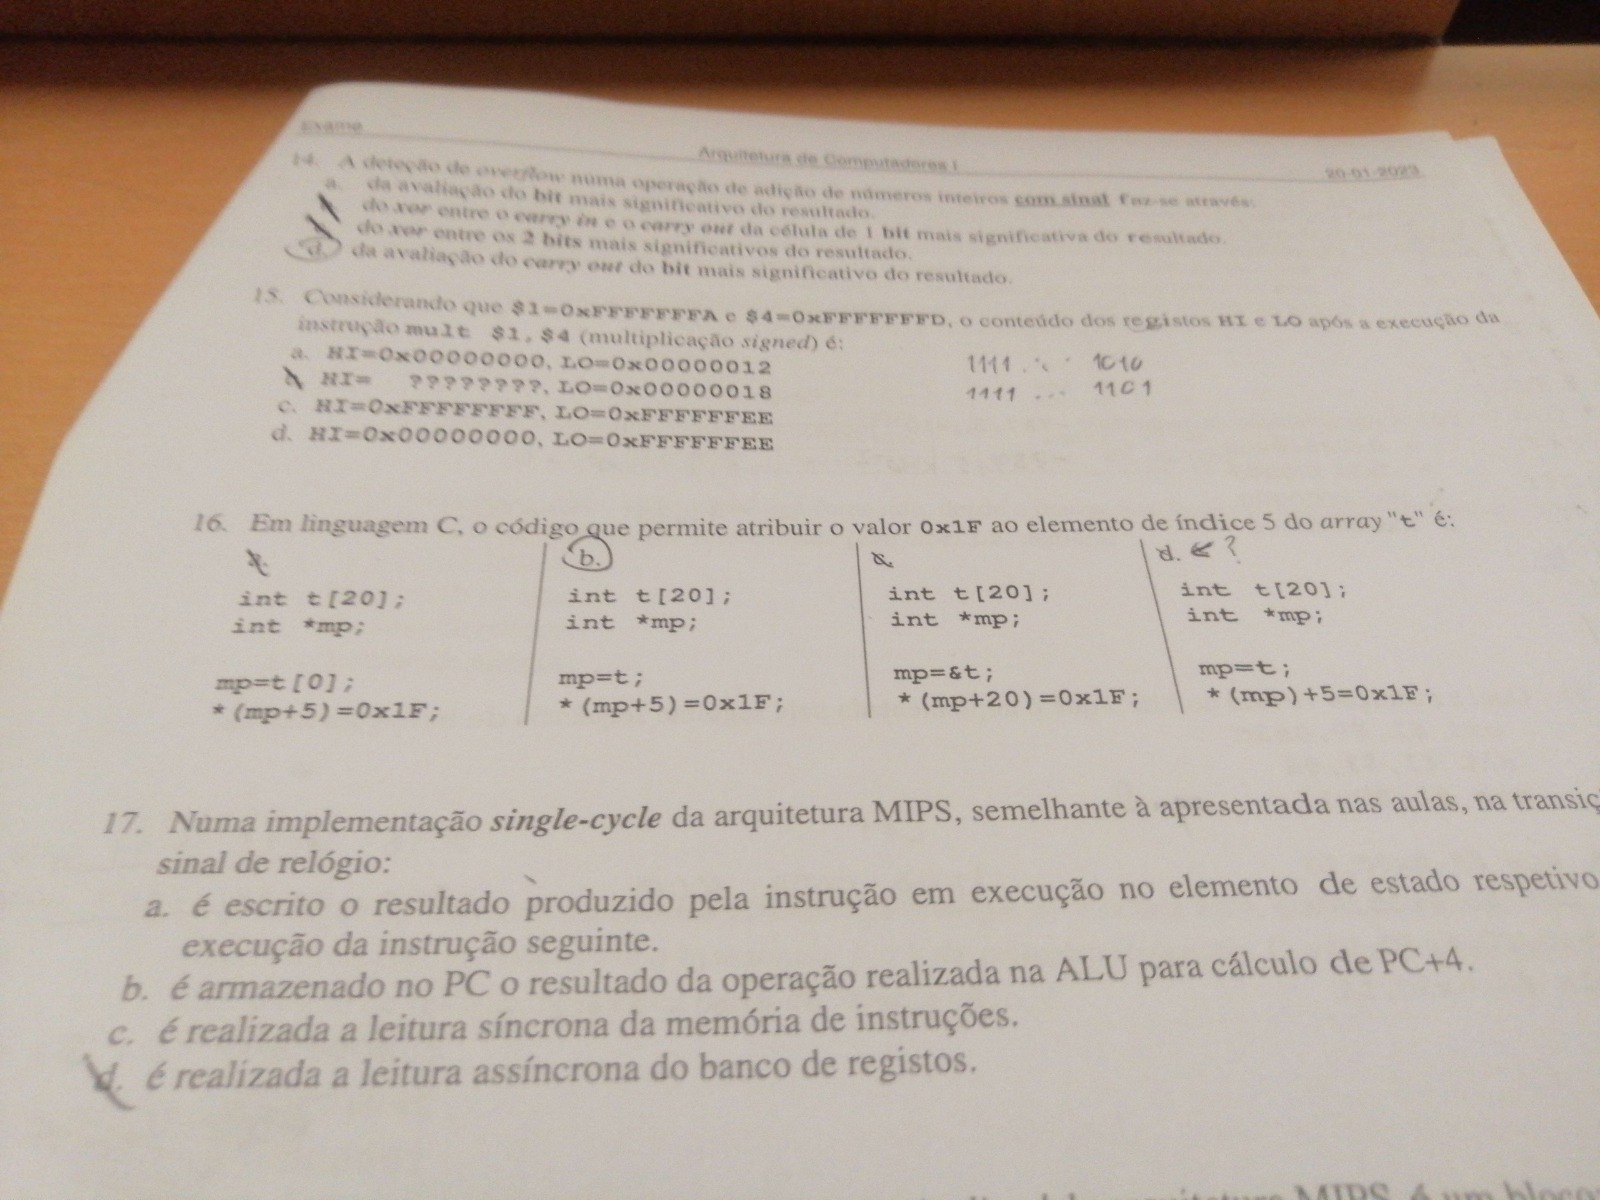 Exame
Arquitetura de Computadores I
20-01-2023
14. A deteção de overflow numa operação de adição de números inteiros com sinal faz-se através:
a. da avaliação do bit mais significativo do resultado.
do xor entre o carry in e o carry out da célula de 1 bit mais significativa do resultado.
do xor entre os 2 bits mais significativos do resultado.
d. da avaliação do carry out do bit mais significativo do resultado.
15. Considerando que $1=0xFFFFFFFA e $4=0xFFFFFFFD, o conteúdo dos registos HI e LO após a execução da
instrução mult $1, $4 (multiplicação signed) é:
a. HI=0x00000000, LO=0x00000012
HI= ????????, LO=0x00000018
c. HI=0xFFFFFFFF, LO=0xFFFFFFEE
d. HI=0x00000000, LO=0xFFFFFFEE
1111 ... 1010
1111 ... 1101
16. Em linguagem C, o código que permite atribuir o valor 0x1F ao elemento de índice 5 do array "t" é:
a.
int t[20];
int *mp;
mp=t[0];
*(mp+5)=0x1F;
b.
int t[20];
int *mp;
mp=t;
*(mp+5)=0x1F;
c.
int t[20];
int *mp;
mp=&t;
*(mp+20)=0x1F;
d. ← ?
int t[20];
int *mp;
mp=t;
*(mp)+5=0x1F;
17. Numa implementação single-cycle da arquitetura MIPS, semelhante à apresentada nas aulas, na
sinal de relógio:
a. é escrito o resultado produzido pela instrução em execução no elemento de estado respetivo
execução da instrução seguinte.
b. é armazenado no PC o resultado da operação realizada na ALU para cálculo de PC+4.
c. é realizada a leitura síncrona da memória de instruções.
d. é realizada a leitura assíncrona do banco de registos.